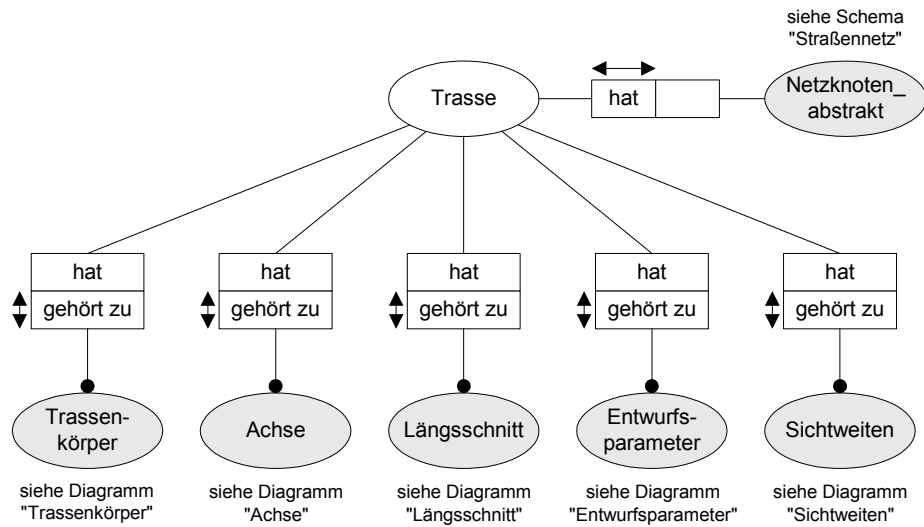 siehe Schema
"Straßennetz"
Trasse
hat
Netzknoten_
abstrakt
hat
hat
hat
hat
hat
gehört zu
gehört zu
gehört zu
gehört zu
gehört zu
Trassen-
körper
Achse
Längsschnitt
Entwurfs-
parameter
Sichtweiten
siehe Diagramm
"Trassenkörper"
siehe Diagramm
"Achse"
siehe Diagramm
"Längsschnitt"
siehe Diagramm
"Entwurfsparameter"
siehe Diagramm
"Sichtweiten"